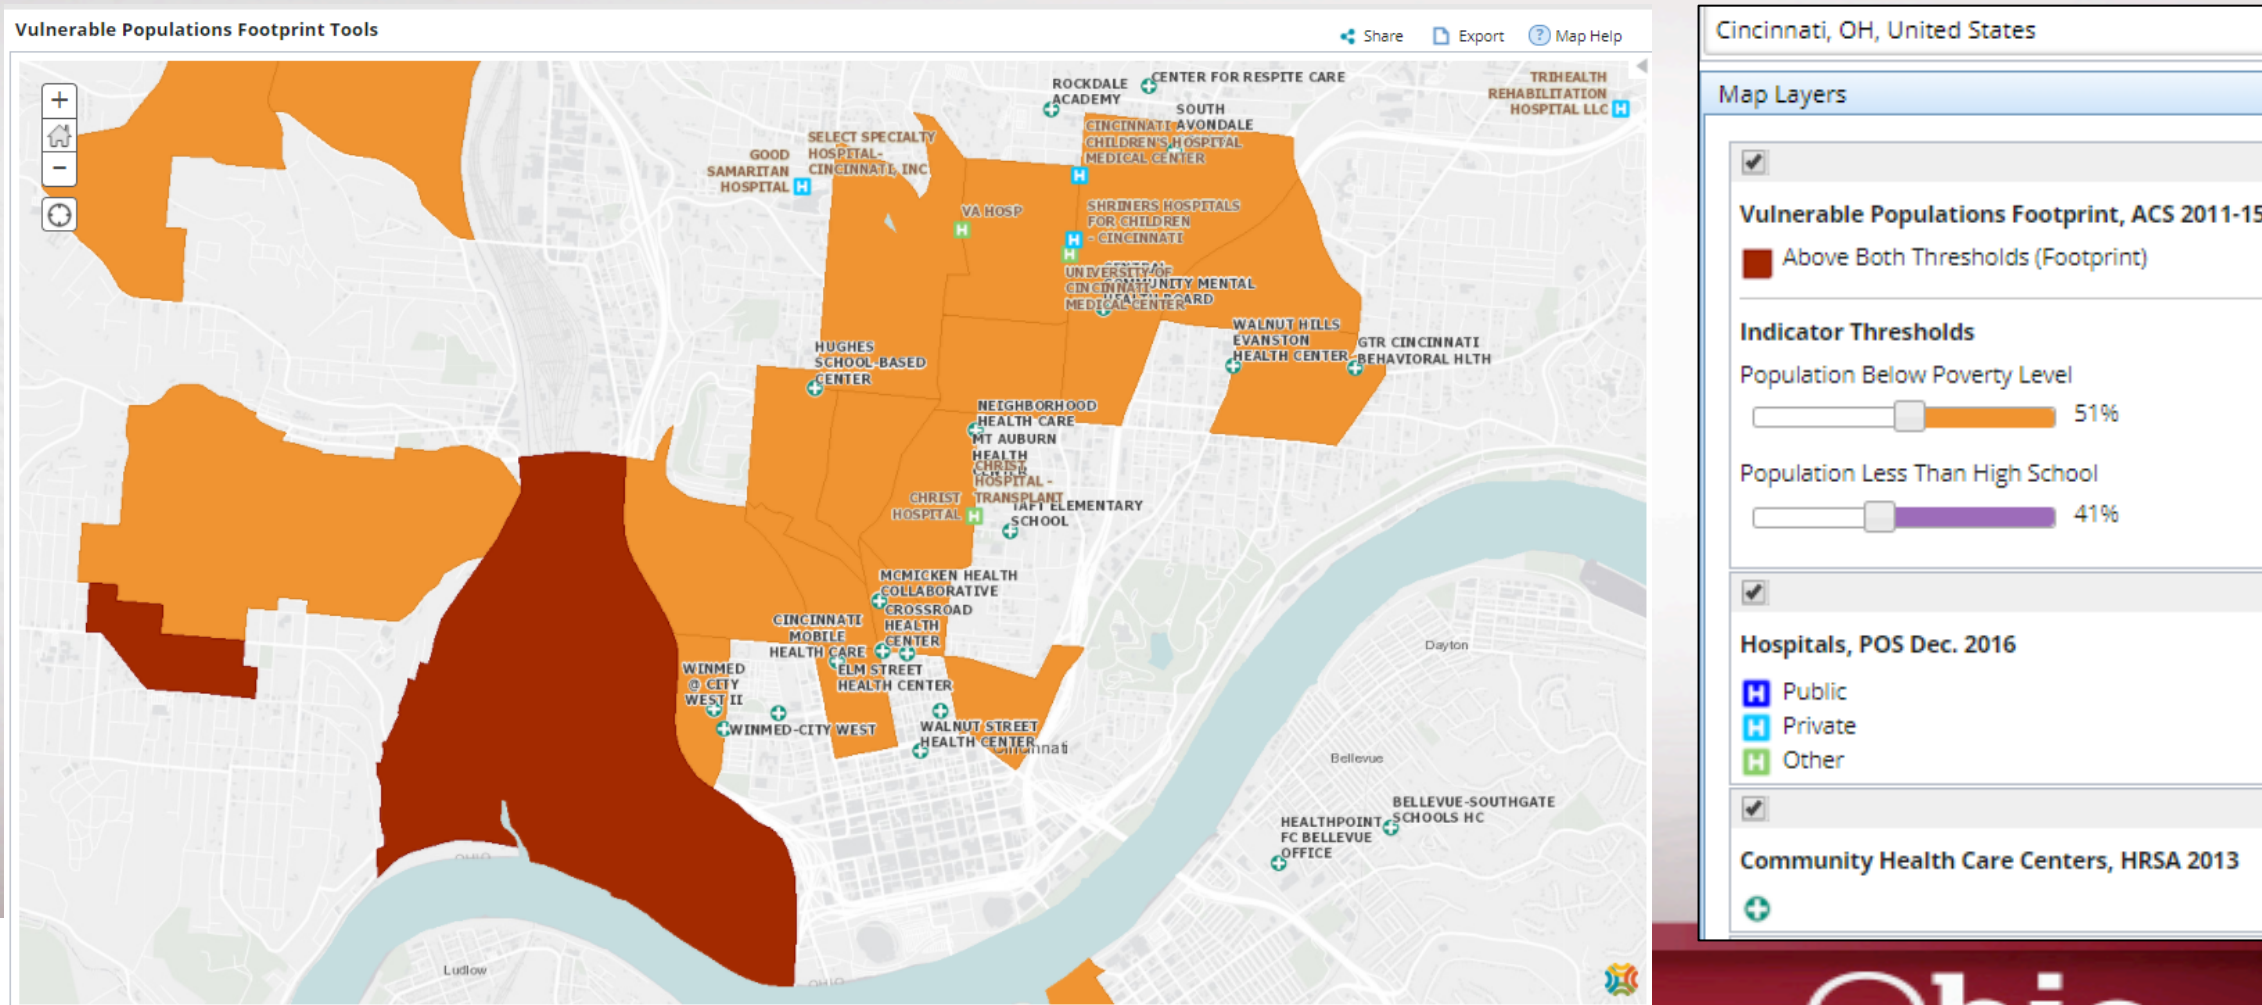 Vulnerable Populations Footprint Tools
Share
Export
? Map Help
+
−
ROCKDALE
ACADEMY
CENTER FOR RESPITE CARE
TRIHEALTH
REHABILITATION
HOSPITAL LLC H
SOUTH
AVONDALE
CINCINNATI
CHILDREN'S HOSPITAL
MEDICAL CENTER
H
SELECT SPECIALTY
HOSPITAL-
CINCINNATI, INC
GOOD
SAMARITAN
HOSPITAL H
VA HOSP
H
SHRINERS HOSPITALS
FOR CHILDREN
- CINCINNATI
H
H
UNIVERSITY OF
CINCINNATI
MEDICAL CENTER
COMMUNITY MENTAL
HEALTH BOARD
WALNUT HILLS
EVANSTON
HEALTH CENTER
GTR CINCINNATI
BEHAVIORAL HLTH
HUGHES
SCHOOL-BASED
CENTER
NEIGHBORHOOD
HEALTH CARE
MT AUBURN
HEALTH
CENTER
CHRIST
HOSPITAL -
TRANSPLANT
CHRIST
HOSPITAL H
TAFT ELEMENTARY
SCHOOL
MCMICKEN HEALTH
COLLABORATIVE
CROSSROAD
HEALTH
CENTER
CINCINNATI
MOBILE
HEALTH CARE
ELM STREET
HEALTH CENTER
WINMED
@ CITY
WEST II
WINMED-CITY WEST
WALNUT STREET
HEALTH CENTER
Cincinnati
Dayton
Bellevue
BELLEVUE-SOUTHGATE
SCHOOLS HC
HEALTHPOINT
FC BELLEVUE
OFFICE
OHIO
Ludlow
OHIO
Cincinnati, OH, United States
Map Layers
Vulnerable Populations Footprint, ACS 2011-15
Above Both Thresholds (Footprint)
Indicator Thresholds
Population Below Poverty Level
51%
Population Less Than High School
41%
Hospitals, POS Dec. 2016
H Public
H Private
H Other
Community Health Care Centers, HRSA 2013
Ohio